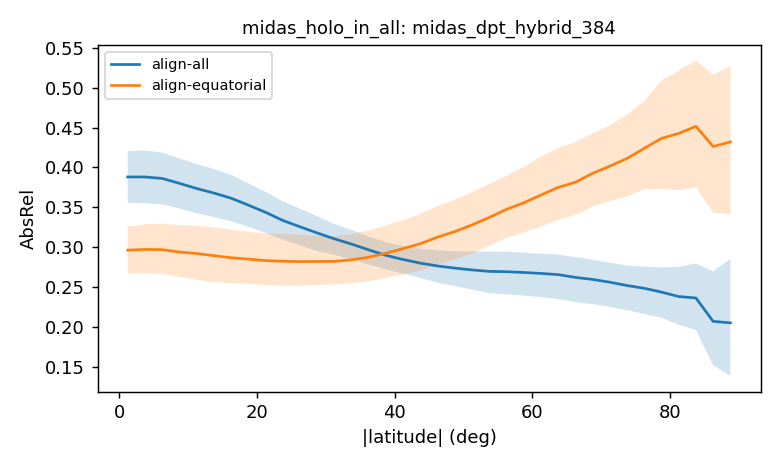 midas_holo_in_all: midas_dpt_hybrid_384
align-all
align-equatorial
AbsRel
0.55
0.50
0.45
0.40
0.35
0.30
0.25
0.20
0.15
0
20
40
60
80
|latitude| (deg)